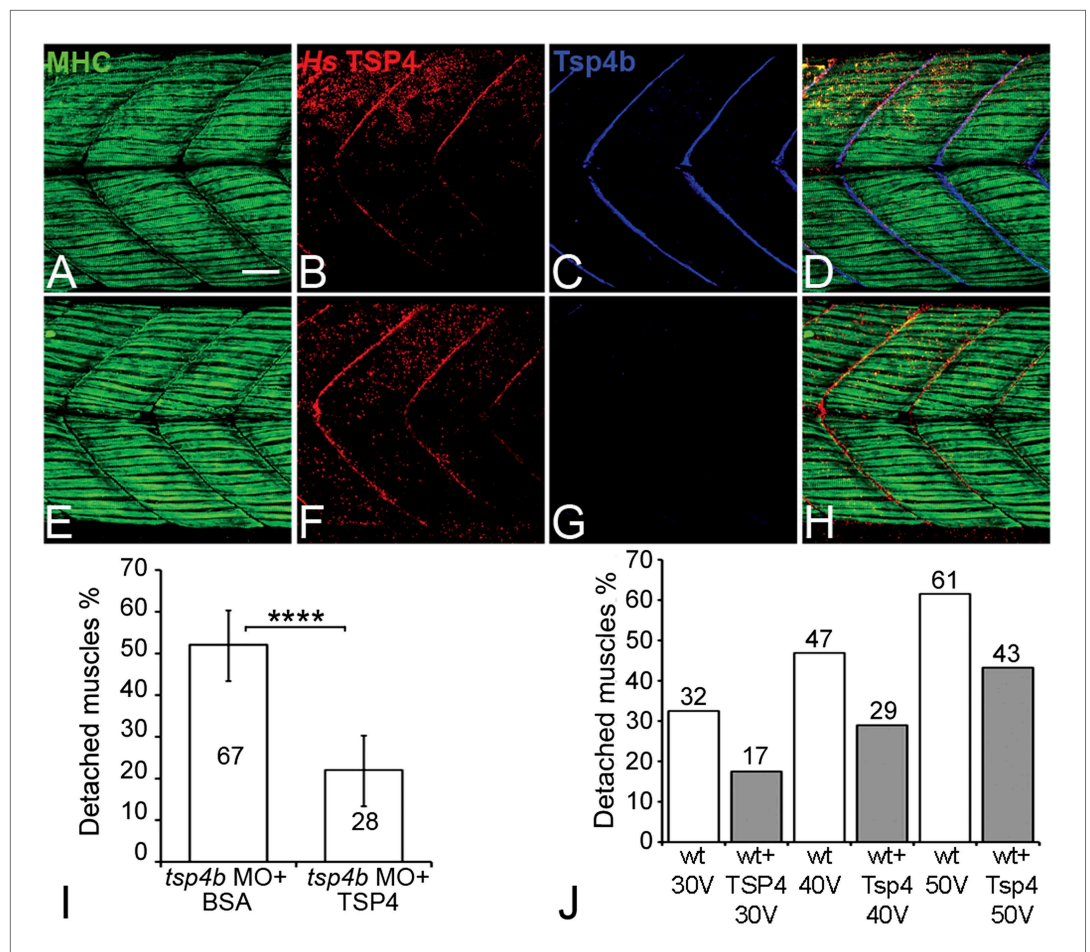 MHC
Hs TSP4
Tsp4b
A
B
C
D
E
F
G
H
70
60
50
40
30
20
10
0
Detached muscles %
****
67
28
tsp4b MO+
BSA
tsp4b MO+
TSP4
I
70
60
50
40
30
20
10
0
Detached muscles %
32
17
47
29
61
43
wt
30V
wt+
TSP4
30V
wt
40V
wt+
Tsp4
40V
wt
50V
wt+
Tsp4
50V
J